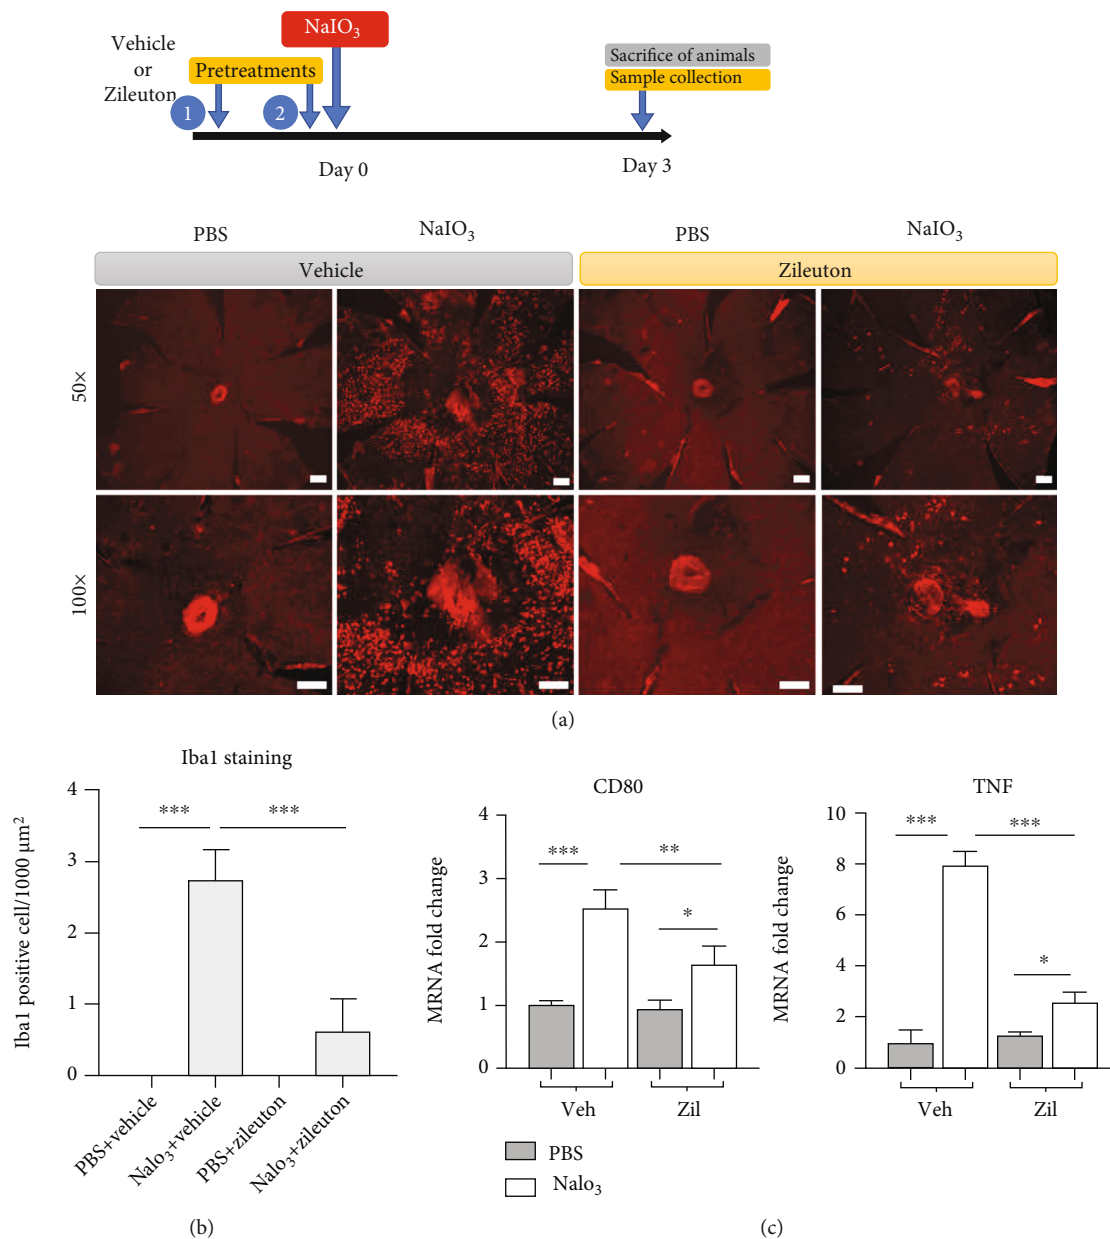 Vehicle
or
Zileuton
NaIO3
Pretreatments
1
2
Sacrifice of animals
Sample collection
Day 0
Day 3
PBS
NaIO3
PBS
NaIO3
Vehicle
Zileuton
50×
100×
(a)
Iba1 staining
Iba1 positive cell/1000 μm2
4
3
2
1
0
***
***
PBS+vehicle
Nalo3+vehicle
PBS+zileuton
Nalo3+zileuton
(b)
CD80
MRNA fold change
4
3
2
1
0
***
**
*
Veh
Zil
TNF
MRNA fold change
10
8
6
4
2
0
***
***
*
Veh
Zil
PBS
Nalo3
(c)